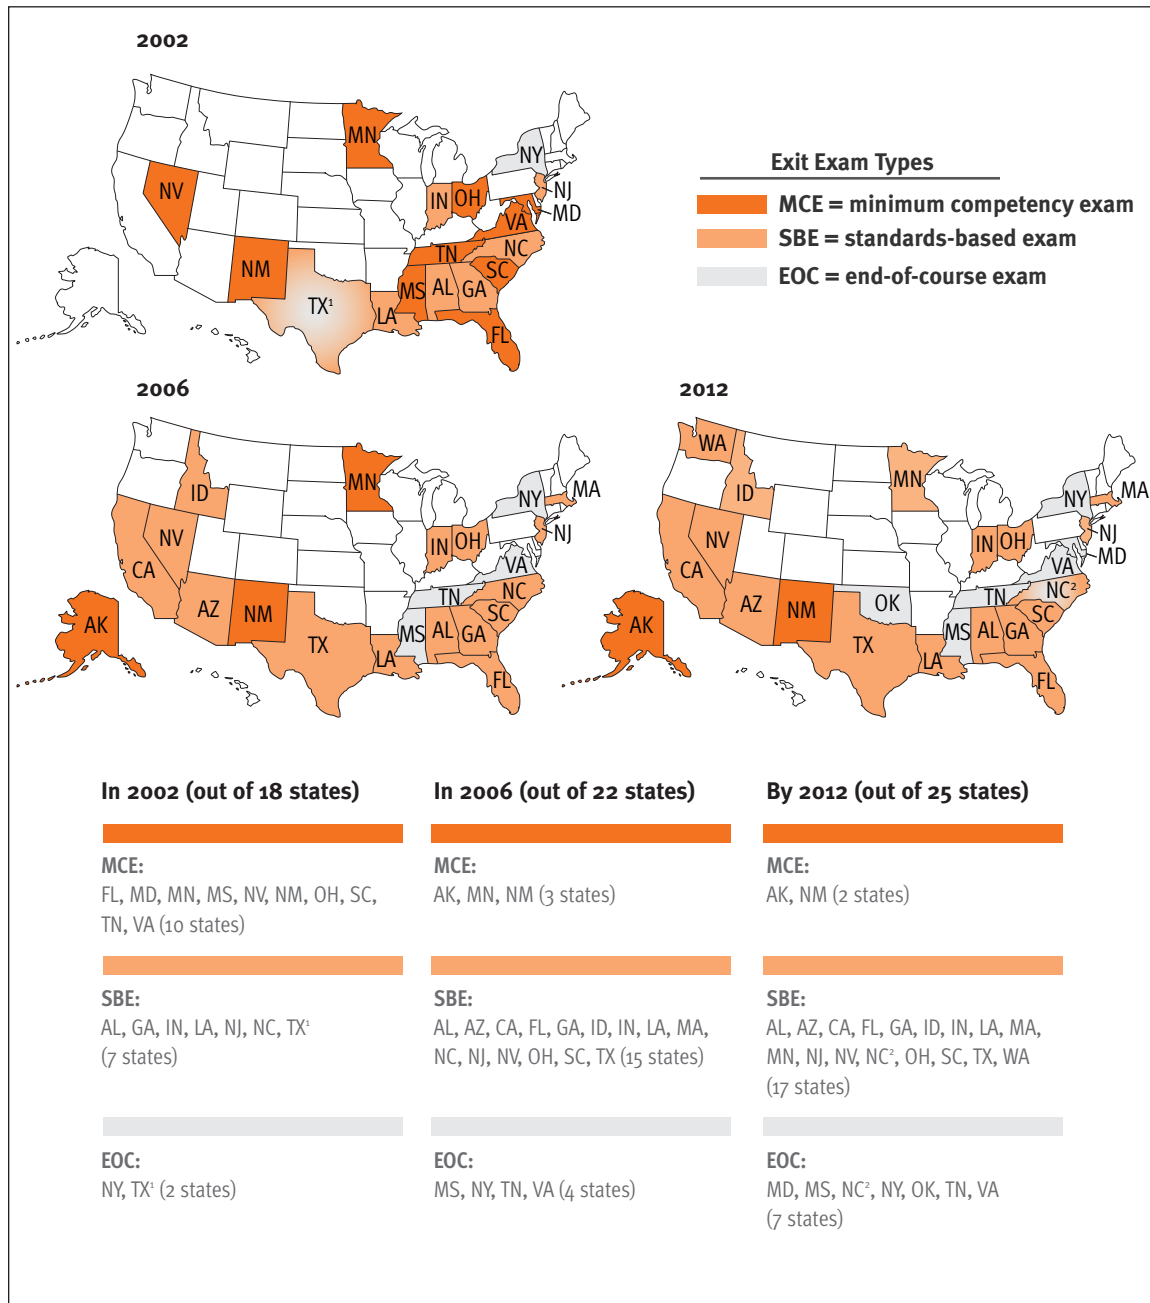 2002
MN
NY
NV
IN
OH
NJ
MD
VA
NC
TN
NM
SC
MS
AL
GA
TX¹
LA
FL
Exit Exam Types
MCE = minimum competency exam
SBE = standards-based exam
EOC = end-of-course exam
2006
MN
ID
NY
MA
NV
IN
OH
NJ
CA
VA
NC
TN
AZ
NM
SC
MS
AL
GA
AK
TX
LA
FL
2012
WA
MN
ID
NY
MA
NV
IN
OH
NJ
MD
CA
VA
NC²
TN
AZ
NM
OK
SC
MS
AL
GA
AK
TX
LA
FL
In 2002 (out of 18 states)
MCE:
FL, MD, MN, MS, NV, NM, OH, SC,
TN, VA (10 states)
SBE:
AL, GA, IN, LA, NJ, NC, TX¹
(7 states)
EOC:
NY, TX¹ (2 states)
In 2006 (out of 22 states)
MCE:
AK, MN, NM (3 states)
SBE:
AL, AZ, CA, FL, GA, ID, IN, LA, MA,
NC, NJ, NV, OH, SC, TX (15 states)
EOC:
MS, NY, TN, VA (4 states)
By 2012 (out of 25 states)
MCE:
AK, NM (2 states)
SBE:
AL, AZ, CA, FL, GA, ID, IN, LA, MA,
MN, NJ, NV, NC², OH, SC, TX, WA
(17 states)
EOC:
MD, MS, NC², NY, OK, TN, VA
(7 states)